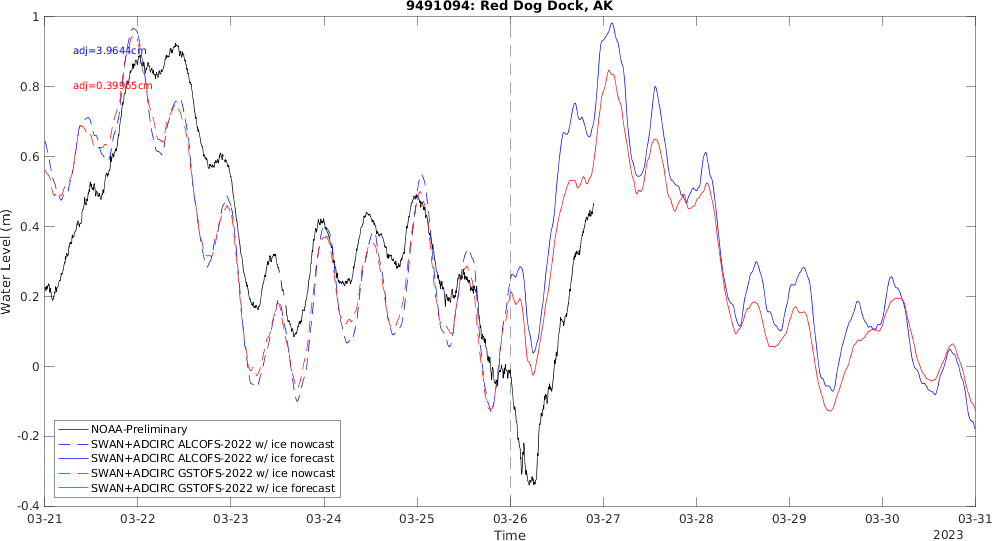 9491094: Red Dog Dock, AK
1
0.8
0.6
0.4
0.2
0
-0.2
-0.4
Water Level (m)
adj=3.9644cm
adj=0.39965cm
NOAA-Preliminary
SWAN+ADCIRC ALCOFS-2022 w/ ice nowcast
SWAN+ADCIRC ALCOFS-2022 w/ ice forecast
SWAN+ADCIRC GSTOFS-2022 w/ ice nowcast
SWAN+ADCIRC GSTOFS-2022 w/ ice forecast
03-21 03-22 03-23 03-24 03-25 03-26 03-27 03-28 03-29 03-30 03-31
Time
2023